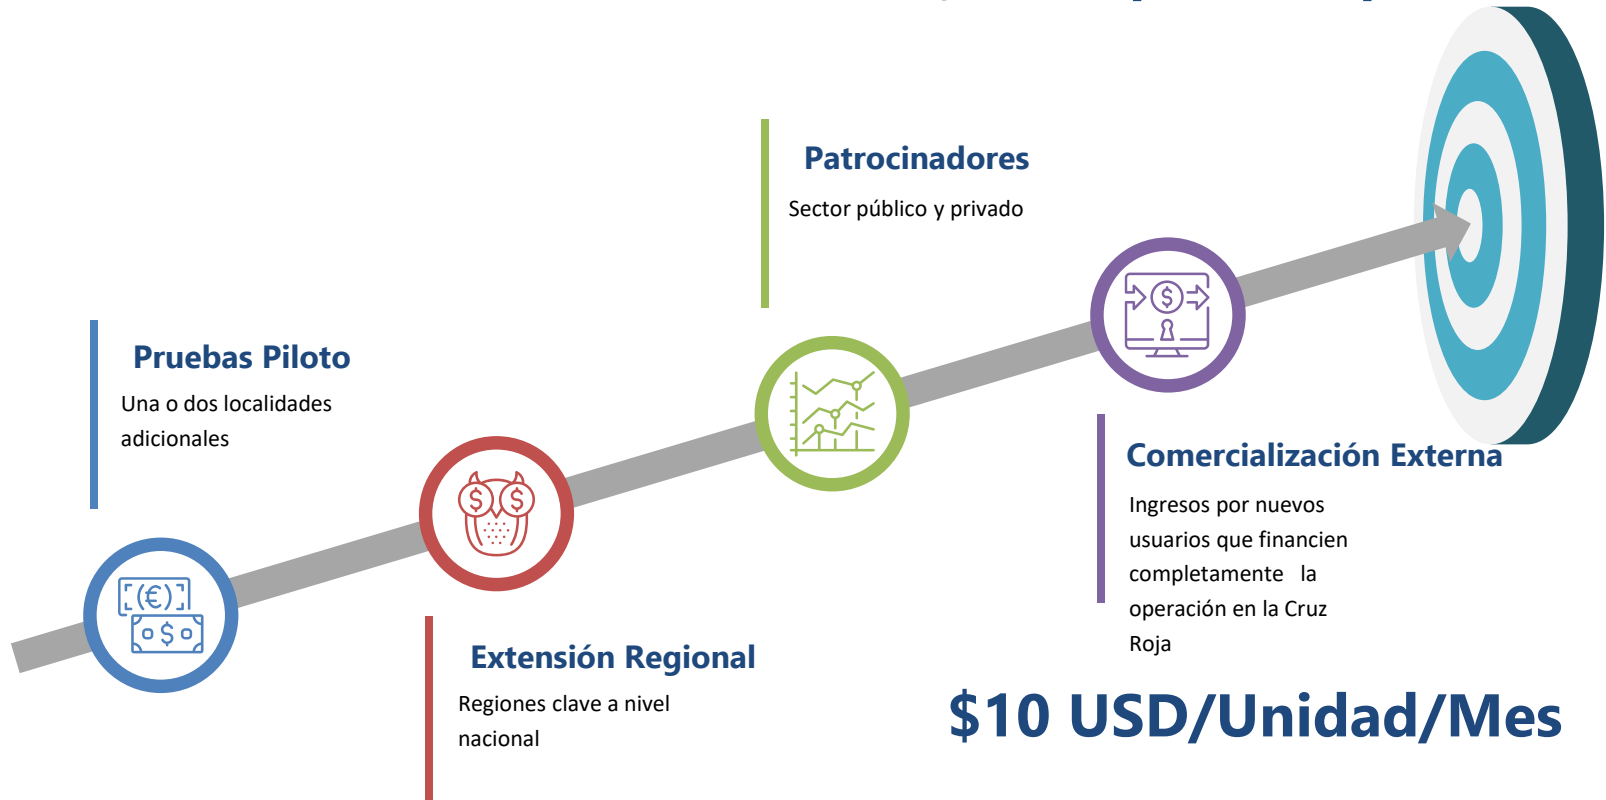 Patrocinadores
Sector público y privado
Pruebas Piloto
Una o dos localidades
adicionales
Comercialización Externa
Ingresos por nuevos
usuarios que financien
completamente la
operación en la Cruz
Roja
Extensión Regional
Regiones clave a nivel
nacional
$10 USD/Unidad/Mes